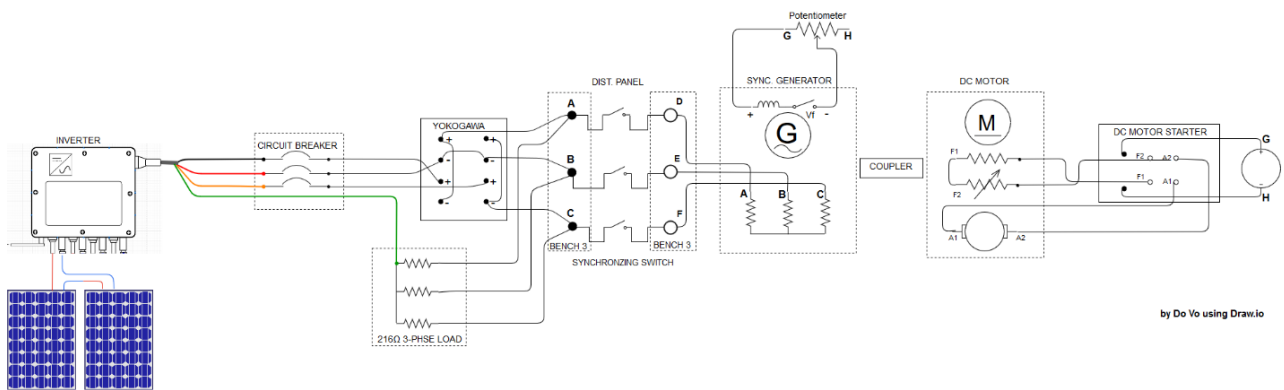 Potentiometer
G
H
SYNC. GENERATOR
+
Vf
-
G
A
B
C
DIST. PANEL
A
B
C
BENCH 3
D
E
F
BENCH 3
SYNCHRONZING SWITCH
YOKOGAWA
+
+
-
-
+
+
-
-
CIRCUIT BREAKER
INVERTER
216Ω 3-PHSE LOAD
COUPLER
DC MOTOR
M
F1
F2
A1
A2
DC MOTOR STARTER
F2
A2
F1
A1
G
-
-
H
by Do Vo using Draw.io